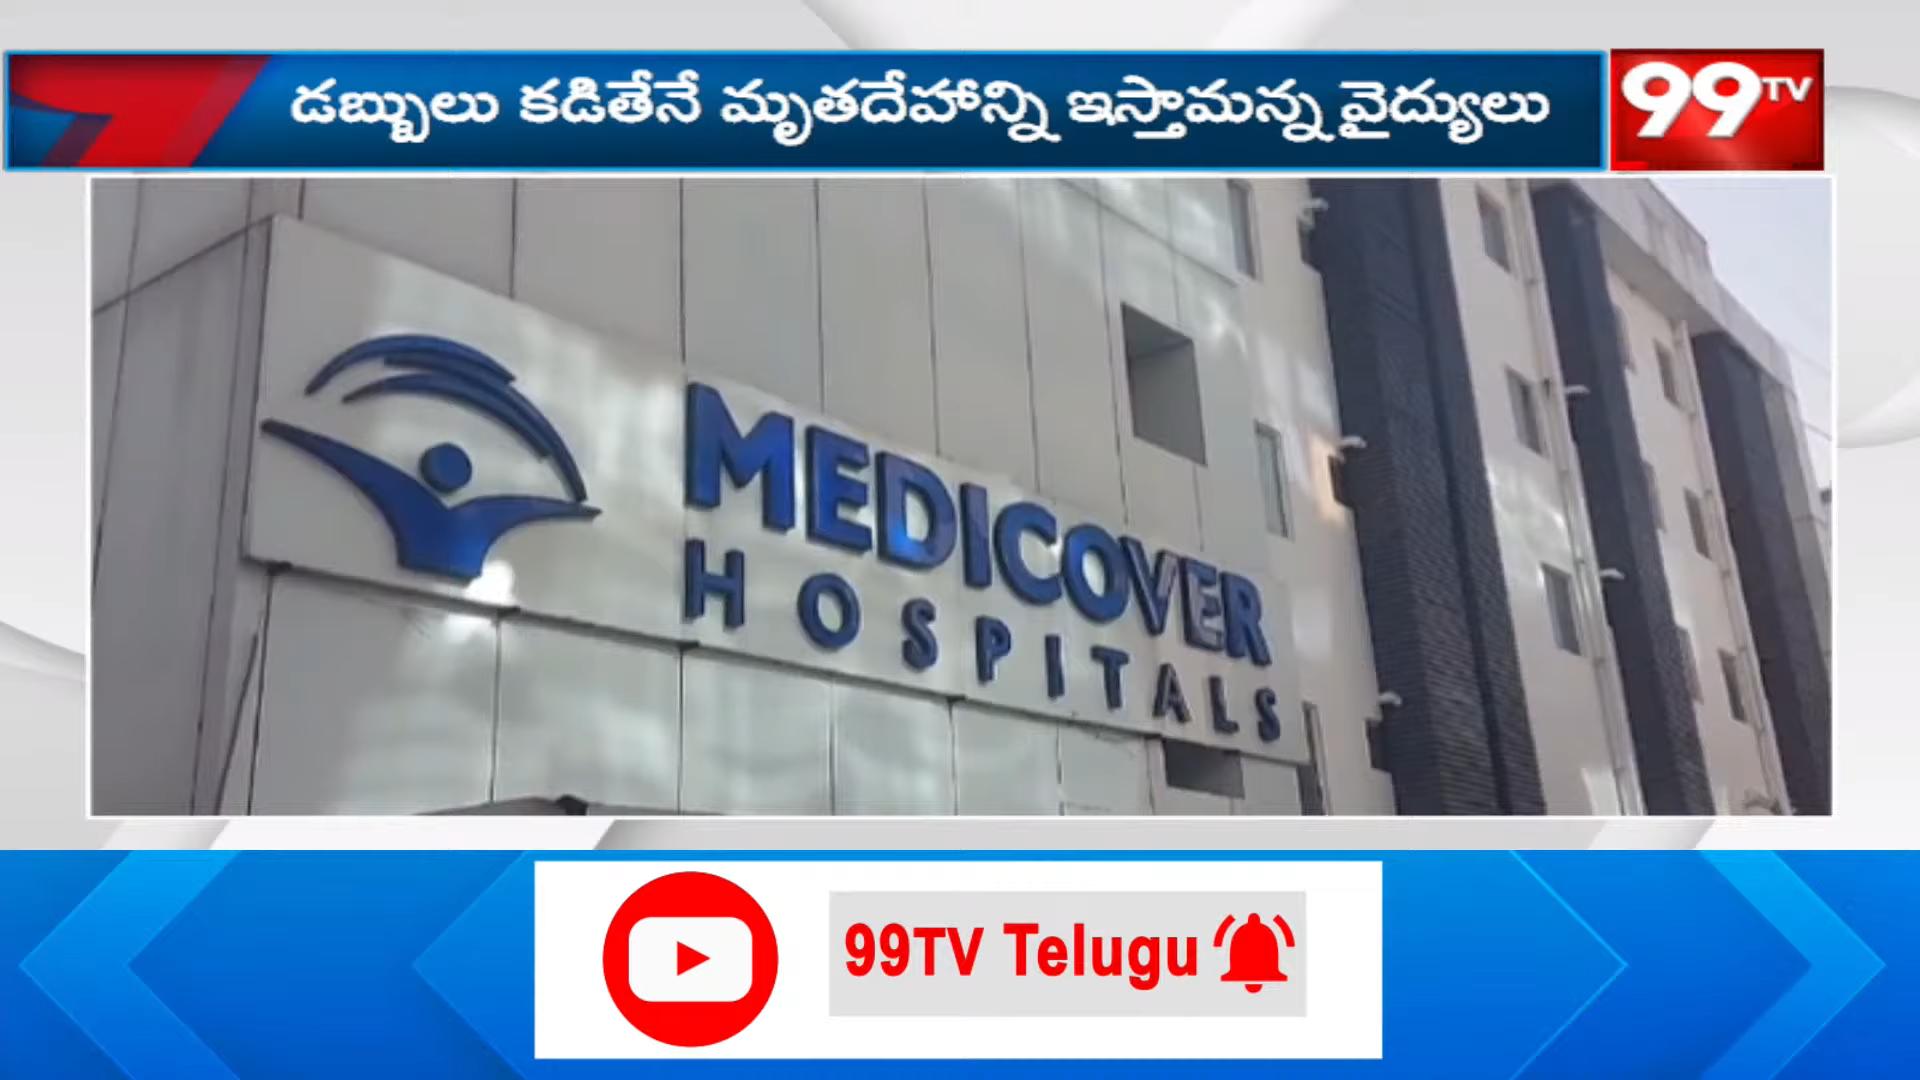 డబ్బులు కడితేనే మృతదేహాన్ని ఇస్తామన్న వైద్యులు
99TV
MEDICOVER
HOSPITALS
99TV Telugu